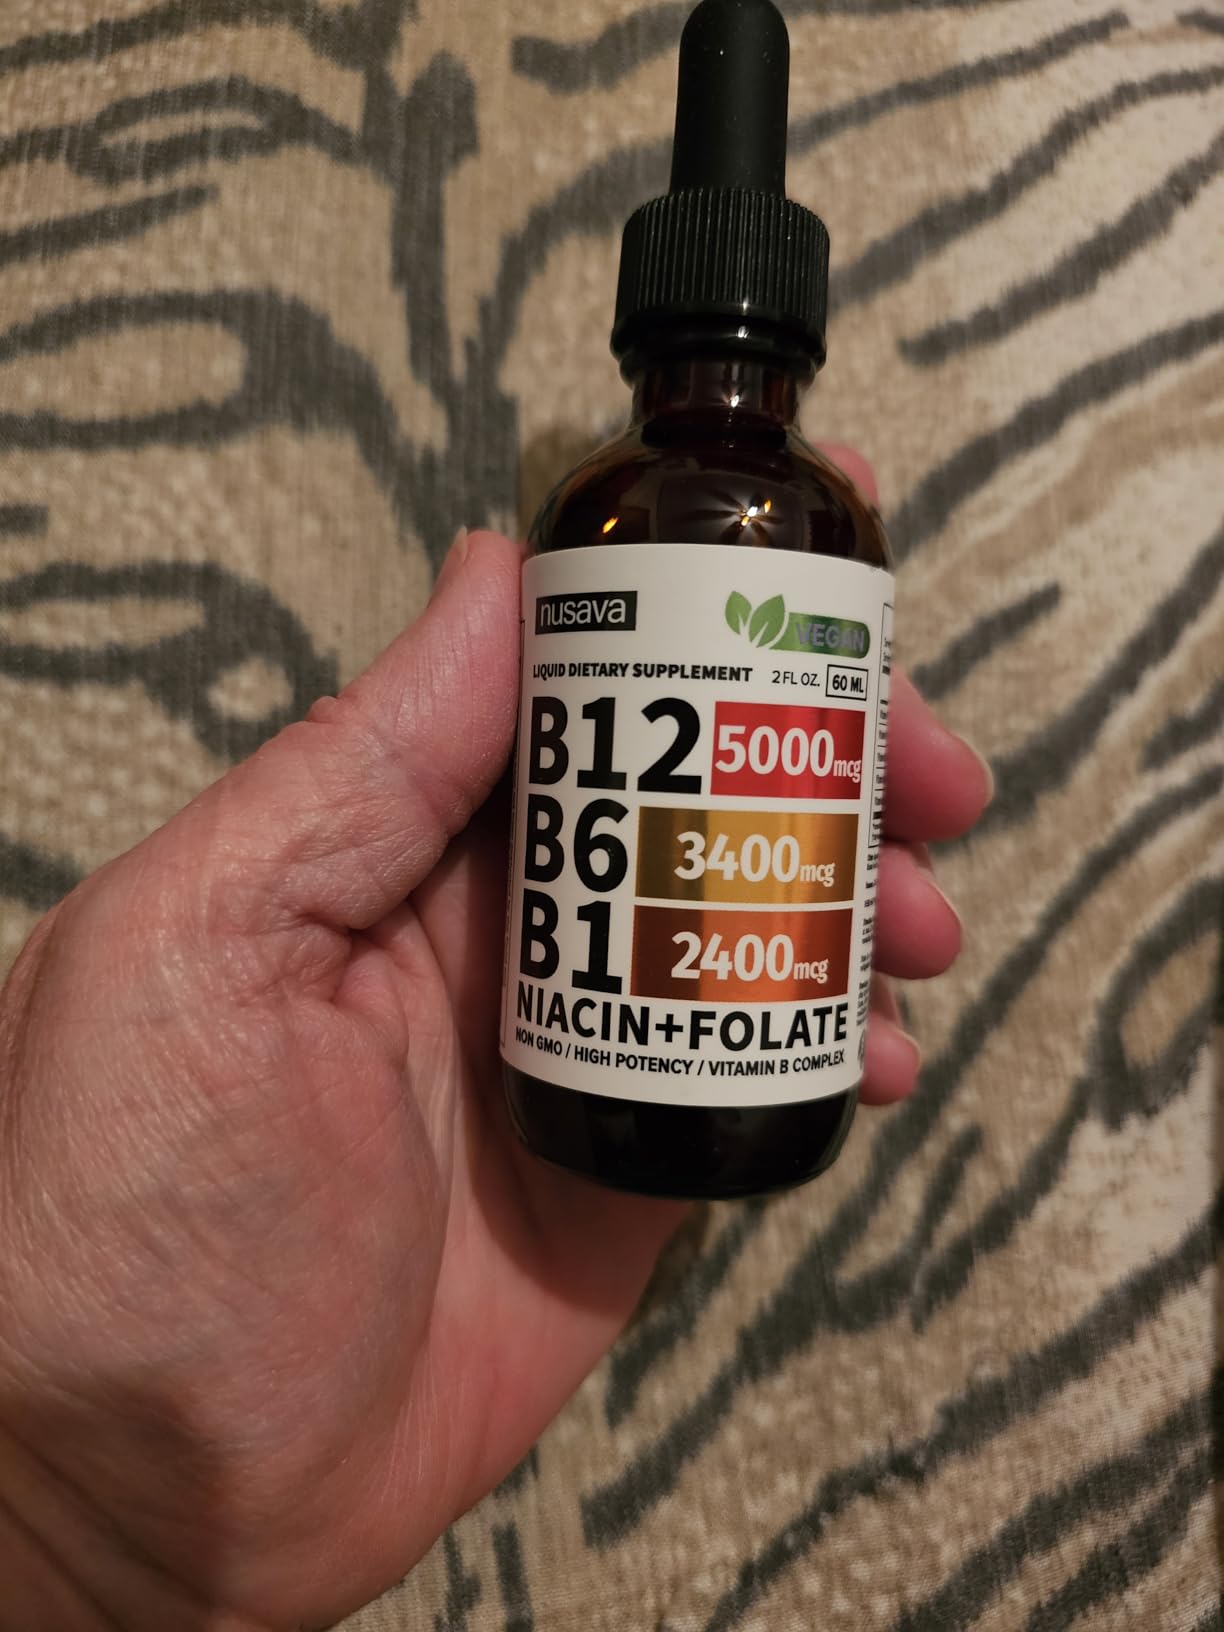 nusava
VEGAN
LIQUID DIETARY SUPPLEMENT 2 FL OZ. 60 ML
B12 5000mcg
B6 3400mcg
B1 2400mcg
NIACIN+FOLATE
NON GMO / HIGH POTENCY / VITAMIN B COMPLEX